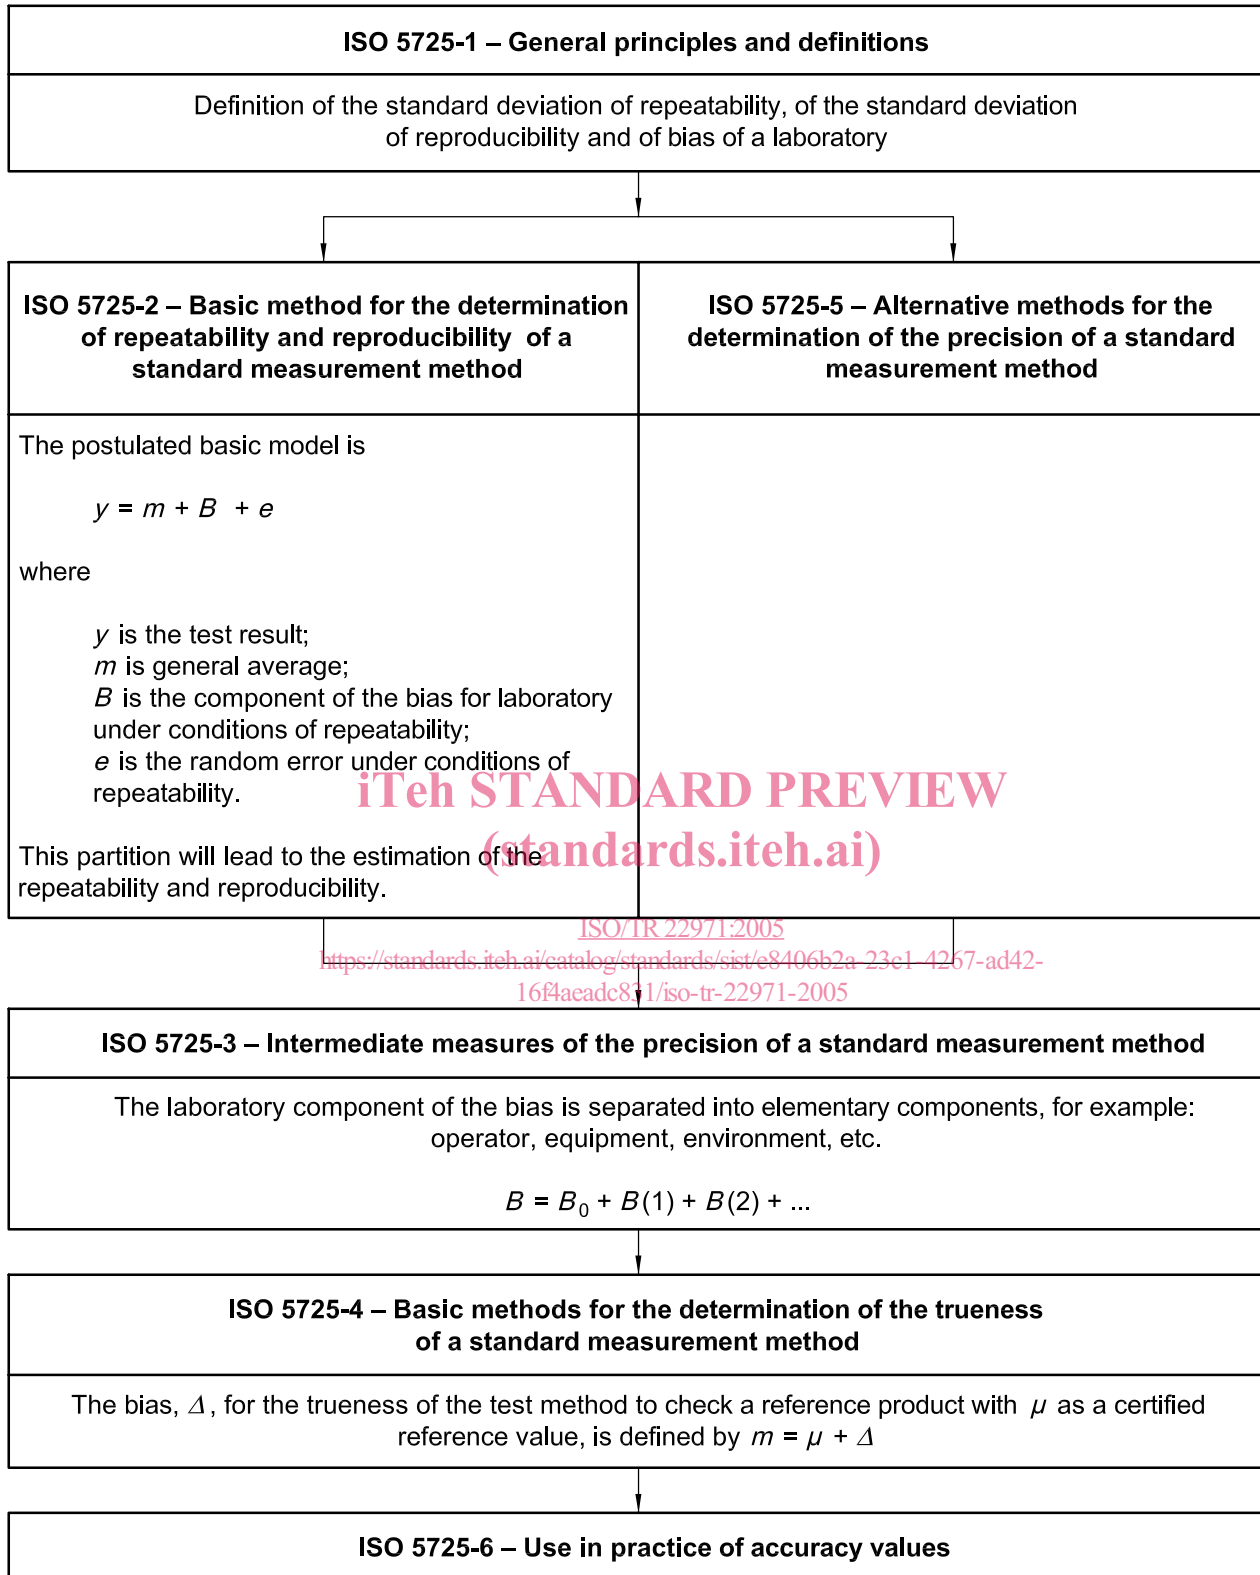 ISO 5725-1 – General principles and definitions
Definition of the standard deviation of repeatability, of the standard deviation
of reproducibility and of bias of a laboratory
ISO 5725-2 – Basic method for the determination
of repeatability and reproducibility of a
standard measurement method
ISO 5725-5 – Alternative methods for the
determination of the precision of a standard
measurement method
The postulated basic model is
y = m + B + e
where
y is the test result;
m is general average;
B is the component of the bias for laboratory
under conditions of repeatability;
e is the random error under conditions of
repeatability.
This partition will lead to the estimation of the
repeatability and reproducibility.
iTeh STANDARD PREVIEW
(standards.iteh.ai)
ISO/TR 22971:2005
https://standards.iteh.ai/catalog/standards/sist/e8406b2a-23c1-4267-ad42-
16f4aeadc831/iso-tr-22971-2005
ISO 5725-3 – Intermediate measures of the precision of a standard measurement method
The laboratory component of the bias is separated into elementary components, for example:
operator, equipment, environment, etc.
B = B₀ + B(1) + B(2) + ...
ISO 5725-4 – Basic methods for the determination of the trueness
of a standard measurement method
The bias, Δ, for the trueness of the test method to check a reference product with μ as a certified
reference value, is defined by m = μ + Δ
ISO 5725-6 – Use in practice of accuracy values